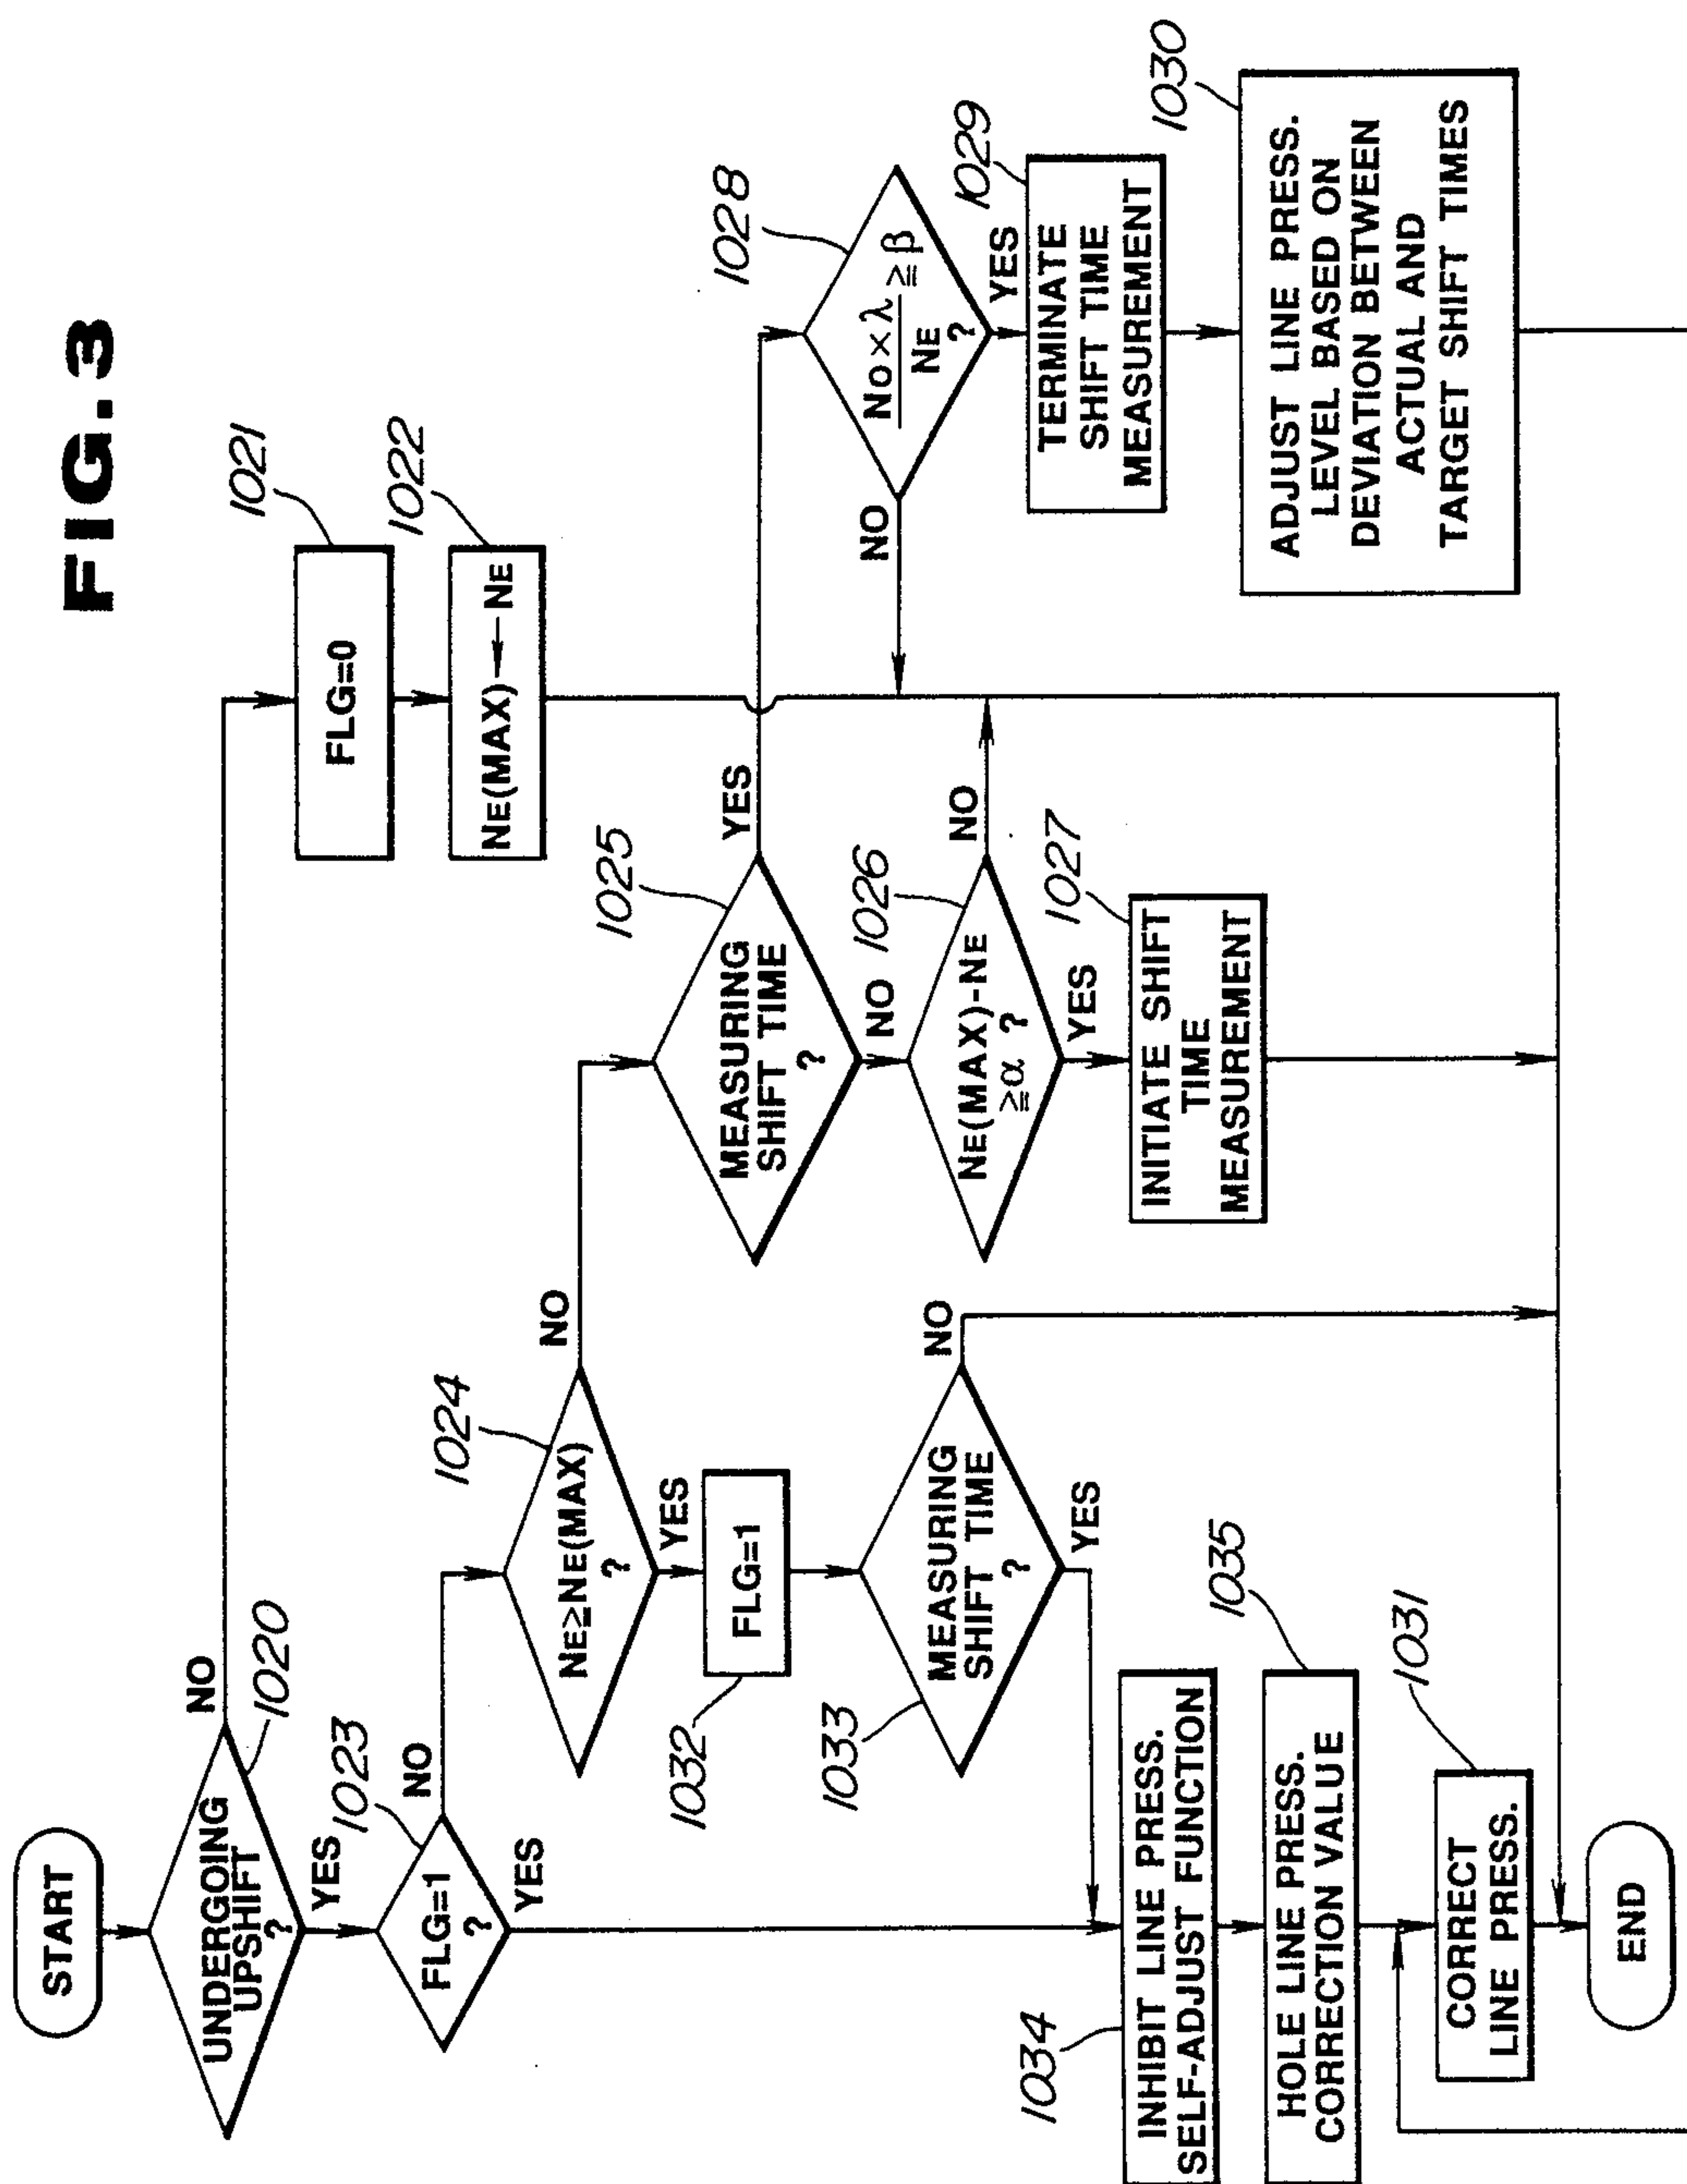 FIG.3
START
UNDERGOING
UPSHIFT
?
1020
NO
YES
FLG=0
1021
NE(MAX)←NE
1022
FLG=1
?
1023
NO
YES
NE≥NE(MAX)
?
1024
NO
YES
MEASURING
SHIFT TIME
?
1025
YES
NO
NE(MAX)-NE
≧α ?
1026
NO
YES
INITIATE SHIFT
TIME
MEASUREMENT
1027
No×λ
NE
≧β
?
1028
NO
YES
TERMINATE
SHIFT TIME
MEASUREMENT
1029
ADJUST LINE PRESS.
LEVEL BASED ON
DEVIATION BETWEEN
ACTUAL AND
TARGET SHIFT TIMES
1030
FLG=1
1032
MEASURING
SHIFT TIME
?
1033
NO
YES
INHIBIT LINE PRESS.
SELF-ADJUST FUNCTION
1034
HOLE LINE PRESS.
CORRECTION VALUE
1035
CORRECT
LINE PRESS.
1031
END